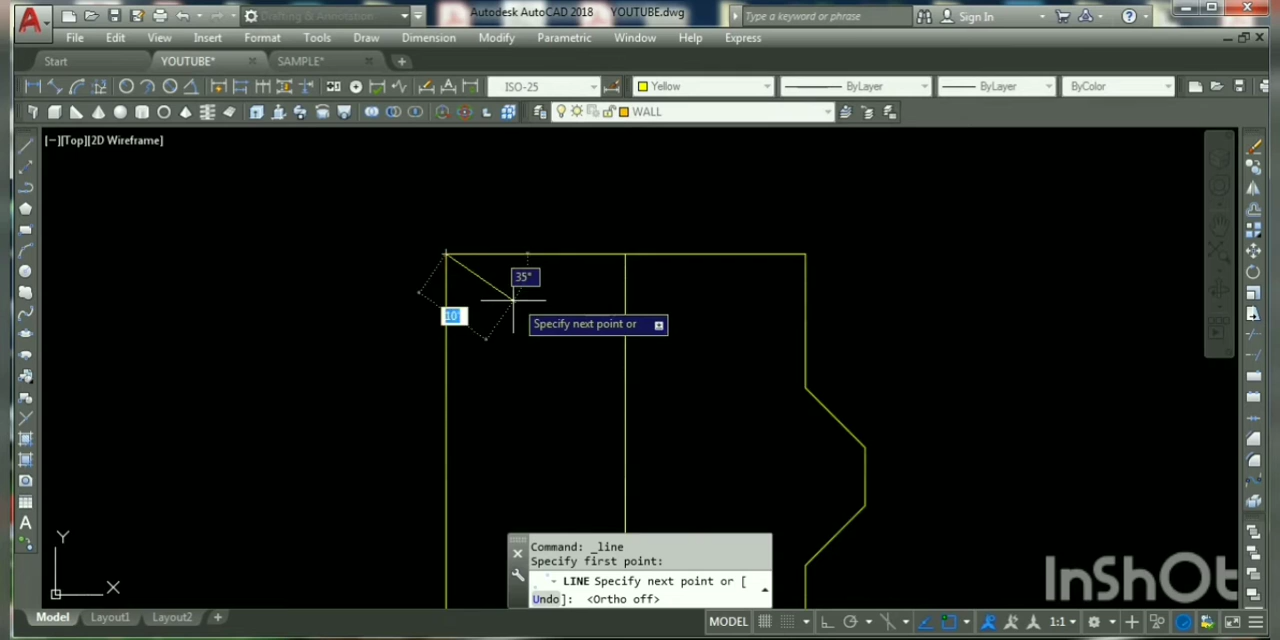 Drafting & Annotation
Autodesk AutoCAD 2018 YOUTUBE.dwg
Type a keyword or phrase
Sign In
File Edit View Insert Format Tools Draw Dimension Modify Parametric Window Help Express
Start YOUTUBE* SAMPLE*
ISO-25 Yellow ByLayer ByLayer ByColor
WALL
[−][Top][2D Wireframe]
35°
10'
Specify next point or
Y
X
Command: _line
Specify first point:
LINE Specify next point or [
Undo]: <Ortho off>
InShOt
Model Layout1 Layout2 +
MODEL 1:1